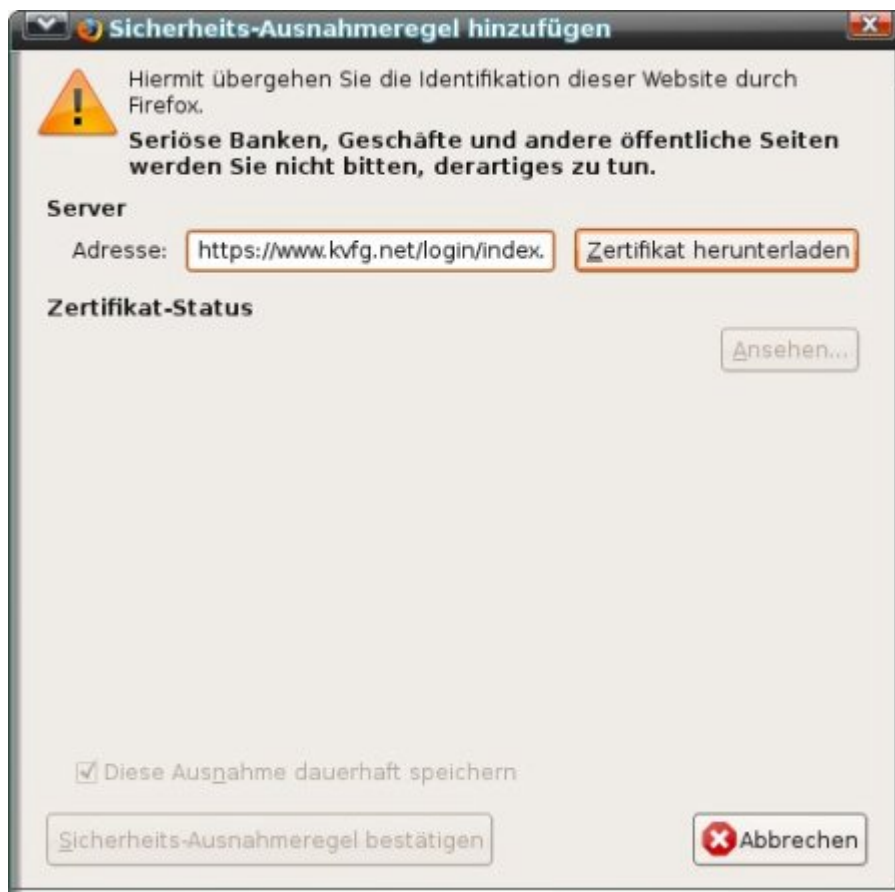 Sicherheits-Ausnahmeregel hinzufügen
Hiermit übergehen Sie die Identifikation dieser Website durch
Firefox.
Seriöse Banken, Geschäfte und andere öffentliche Seiten
werden Sie nicht bitten, derartiges zu tun.
Server
Adresse: https://www.kvfg.net/login/index. Zertifikat herunterladen
Zertifikat-Status
Ansehen...
Diese Ausnahme dauerhaft speichern
Sicherheits-Ausnahmeregel bestätigen Abbrechen